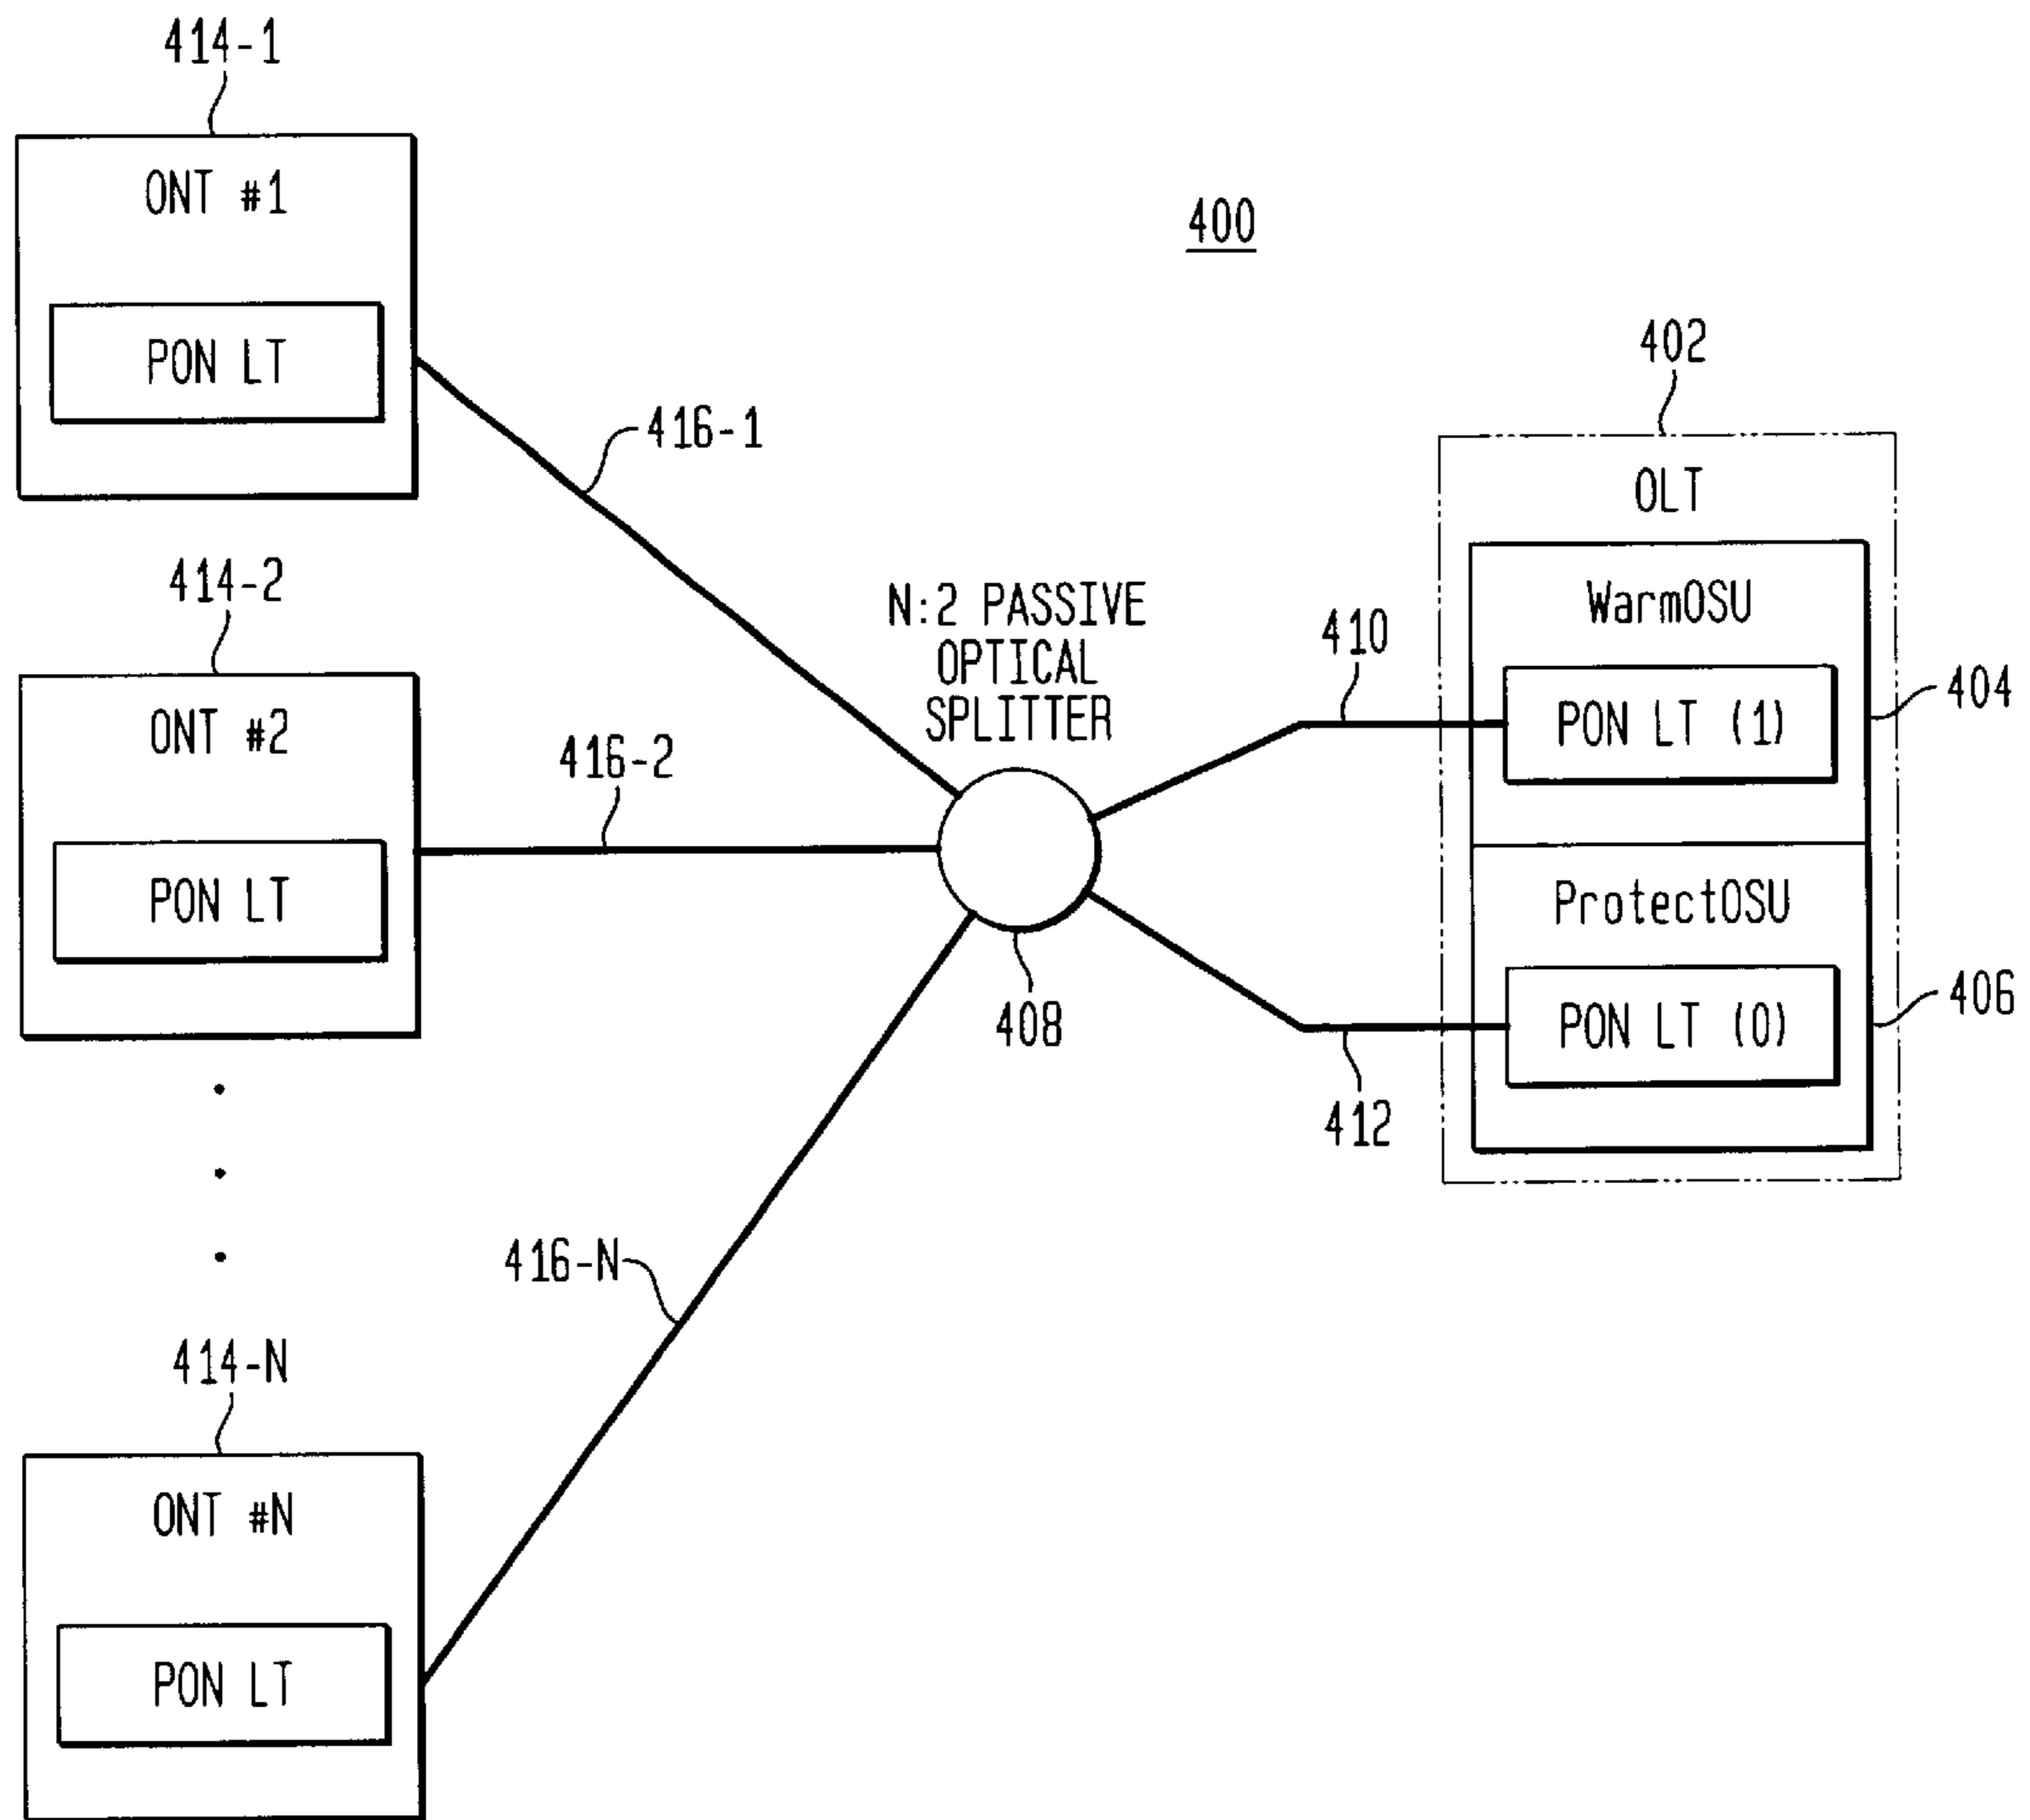 414-1
ONT #1
PON LT
400
416-1
402
OLT
414-2
WarmOSU
N:2 PASSIVE
OPTICAL
SPLITTER
410
404
PON LT (1)
ONT #2
416-2
PON LT
ProtectOSU
406
408
PON LT (0)
412
416-N
414-N
ONT #N
PON LT